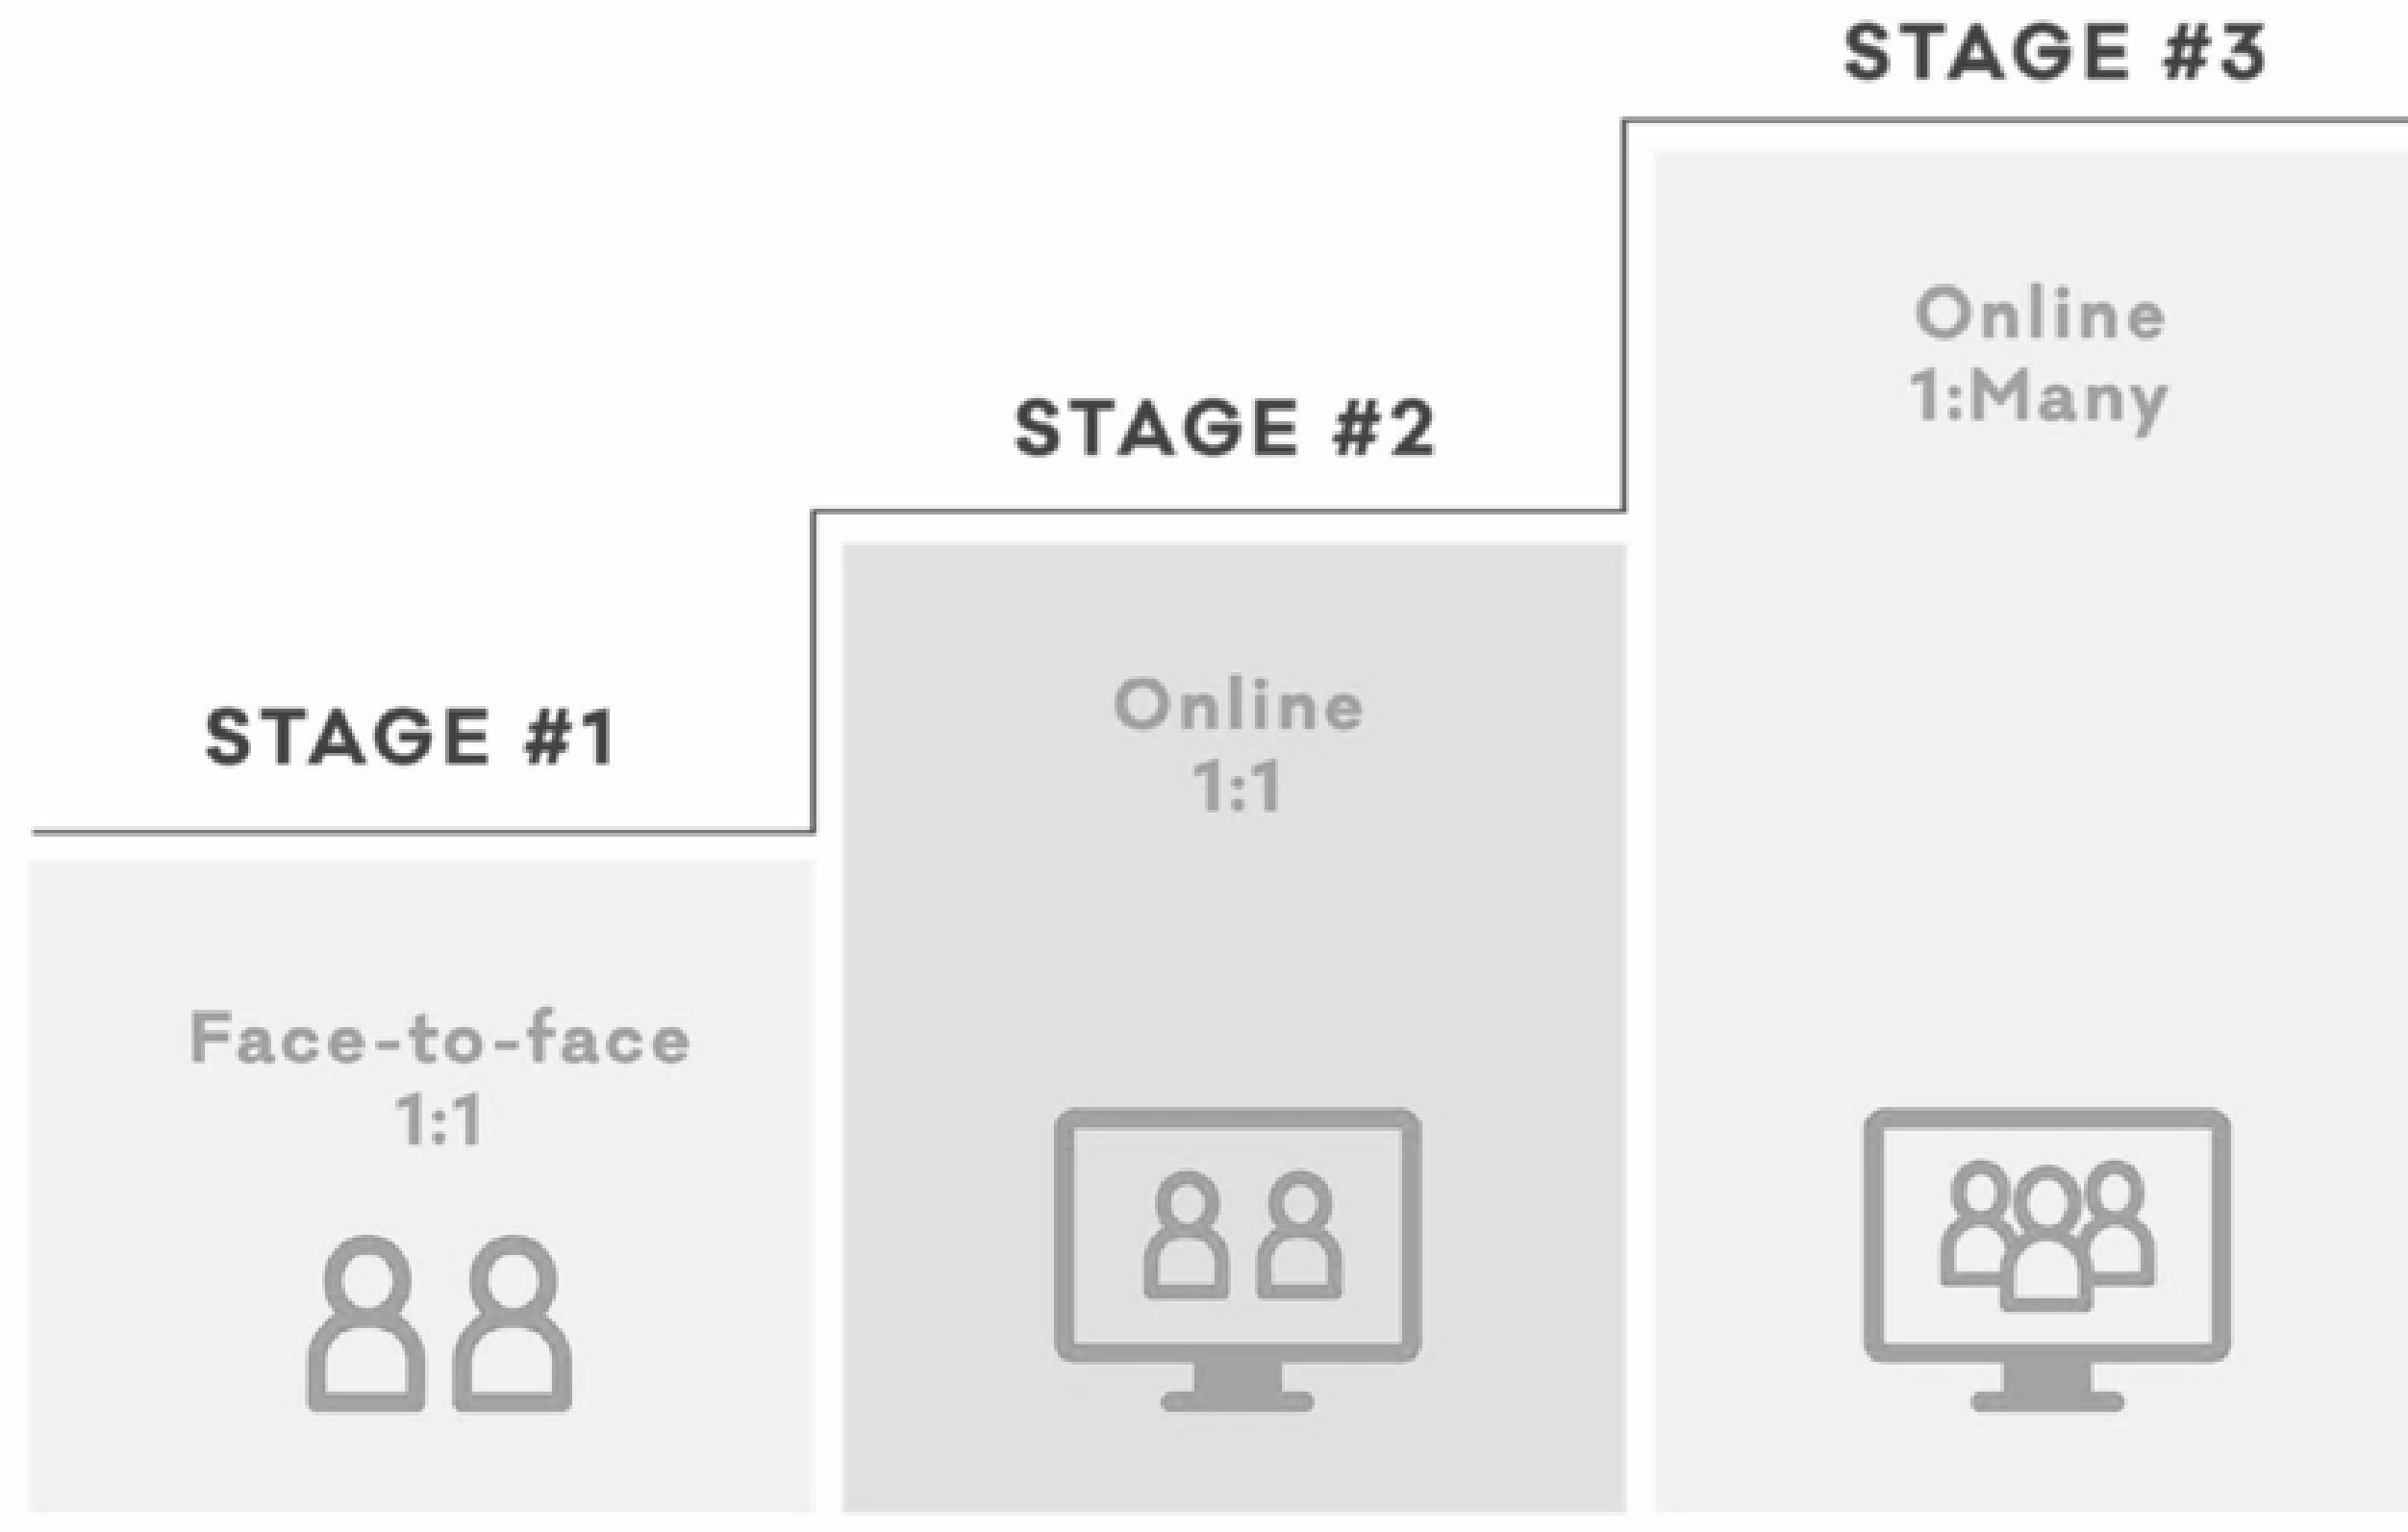 STAGE #1
Face-to-face
1:1
STAGE #2
Online
1:1
STAGE #3
Online
1:Many